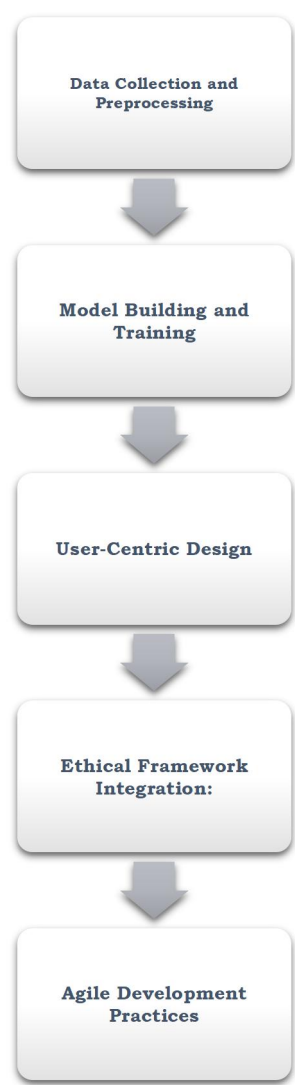 Data Collection and
Preprocessing
Model Building and
Training
User-Centric Design
Ethical Framework
Integration:
Agile Development
Practices